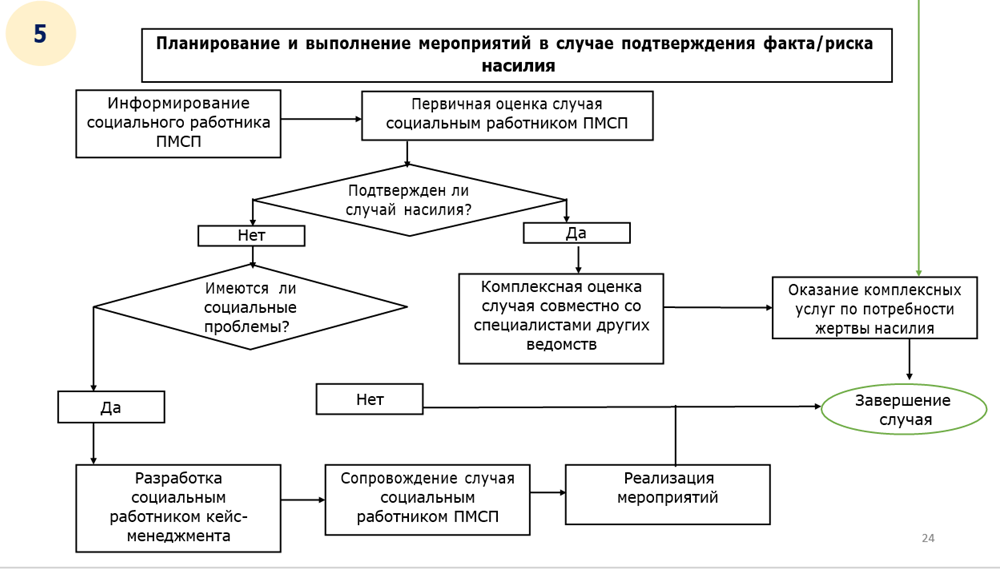 5
Планирование и выполнение мероприятий в случае подтверждения факта/риска
насилия
Информирование
социального работника
ПМСП
Первичная оценка случая
социальным работником ПМСП
Подтвержден ли
случай насилия?
Нет
Да
Имеются ли
социальные
проблемы?
Комплексная оценка
случая совместно со
специалистами других
ведомств
Оказание комплексных
услуг по потребности
жертвы насилия
Да
Нет
Завершение
случая
Разработка
социальным
работником кейс-
менеджмента
Сопровождение случая
социальным
работником ПМСП
Реализация
мероприятий
24